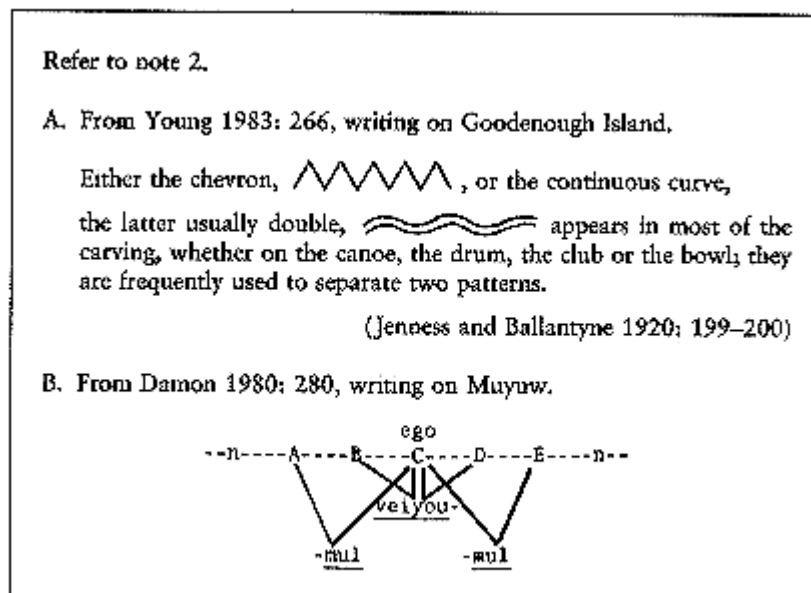 Refer to note 2.
A. From Young 1983: 266, writing on Goodenough Island.
Either the chevron, , or the continuous curve,
the latter usually double, appears in most of the
carving, whether on the canoe, the drum, the club or the bowl; they
are frequently used to separate two patterns.
(Jenness and Ballantyne 1920: 199–200)
B. From Damon 1980: 280, writing on Muyuw.
ego
--n----A----B----C----D----E----n--
veiyou-
-mul -mul